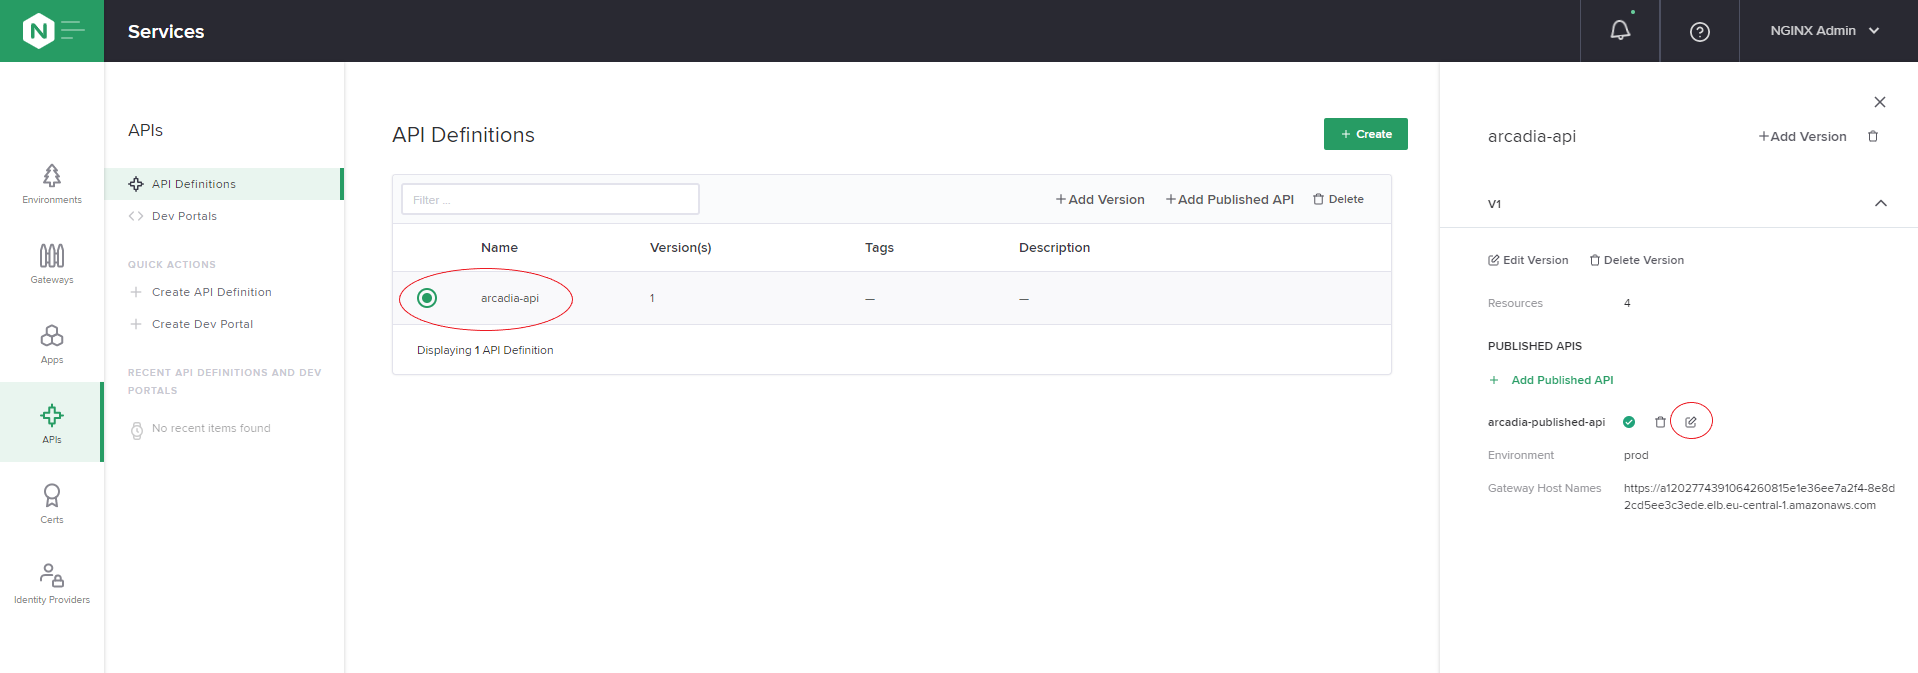 N
Services
NGINX Admin
Environments
Gateways
Apps
APIs
Certs
Identity Providers
APIs
API Definitions
Dev Portals
QUICK ACTIONS
+ Create API Definition
+ Create Dev Portal
RECENT API DEFINITIONS AND DEV
PORTALS
No recent items found
API Definitions
+ Create
Filter ...
+Add Version +Add Published API Delete
Name Version(s) Tags Description
arcadia-api 1 — —
Displaying 1 API Definition
arcadia-api +Add Version
V1
Edit Version Delete Version
Resources 4
PUBLISHED APIS
+ Add Published API
arcadia-published-api
Environment prod
Gateway Host Names https://a1202774391064260815e1e36ee7a2f4-8e8d
2cd5ee3c3ede.elb.eu-central-1.amazonaws.com